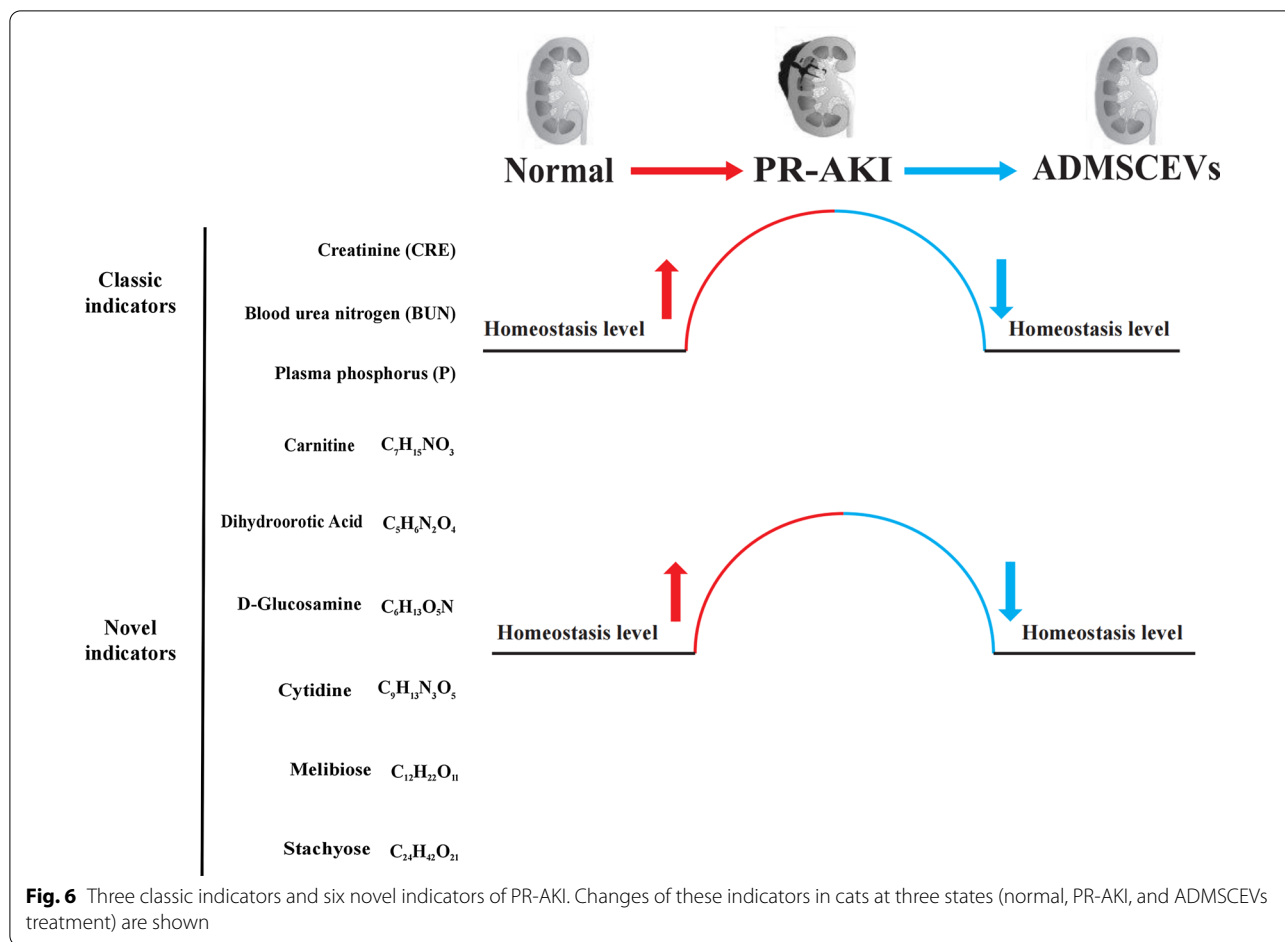 Normal
PR-AKI
ADMSCEVs
Classic
indicators
Creatinine (CRE)
Blood urea nitrogen (BUN)
Plasma phosphorus (P)
Homeostasis level
Homeostasis level
Novel
indicators
Carnitine C₇H₁₅NO₃
Dihydroorotic Acid C₅H₆N₂O₄
D-Glucosamine C₆H₁₃O₅N
Cytidine C₉H₁₃N₃O₅
Melibiose C₁₂H₂₂O₁₁
Stachyose C₂₄H₄₂O₂₁
Homeostasis level
Homeostasis level
Fig. 6 Three classic indicators and six novel indicators of PR-AKI. Changes of these indicators in cats at three states (normal, PR-AKI, and ADMSCEVs
treatment) are shown